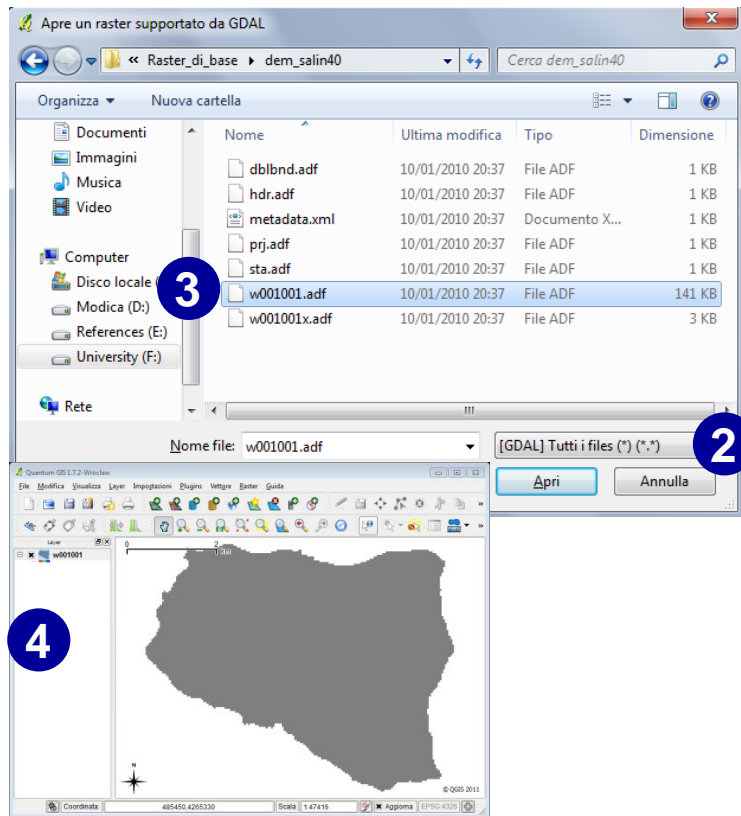 Apre un raster supportato da GDAL
« Raster_di_base ▸ dem_salin40
Cerca dem_salin40
Organizza ▾ Nuova cartella
Documenti
Immagini
Musica
Video
Computer
Disco locale (
Modica (D:)
References (E:)
University (F:)
Rete
Nome Ultima modifica Tipo Dimensione
dblbnd.adf 10/01/2010 20:37 File ADF 1 KB
hdr.adf 10/01/2010 20:37 File ADF 1 KB
metadata.xml 10/01/2010 20:37 Documento X... 1 KB
prj.adf 10/01/2010 20:37 File ADF 1 KB
sta.adf 10/01/2010 20:37 File ADF 1 KB
w001001.adf 10/01/2010 20:37 File ADF 141 KB
w001001x.adf 10/01/2010 20:37 File ADF 3 KB
3
Nome file: w001001.adf
[GDAL] Tutti i files (*) (*.*)
2
Apri Annulla
Quantum GIS 1.7.2-Wroclaw
File Modifica Visualizza Layer Impostazioni Plugins Vettore Raster Guida
Layer
w001001
0 2
km
4
N
© QGIS 2011
Coordinata: 485450,4265330 Scala 1:47416 Aggiorna EPSG:4326